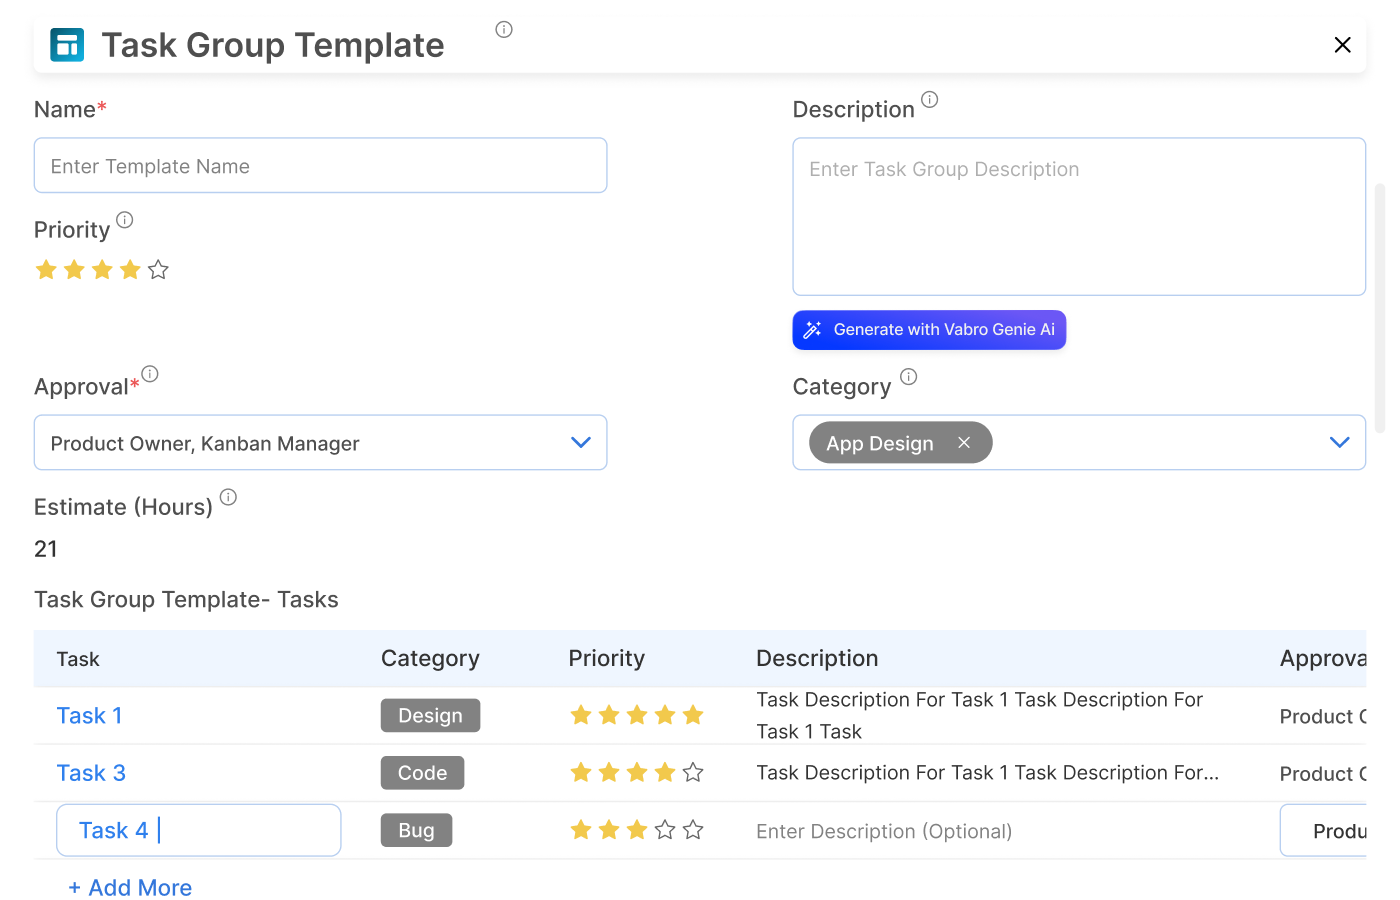 Task Group Template
Name*
Enter Template Name
Priority
Description
Enter Task Group Description
Generate with Vabro Genie Ai
Approval*
Product Owner, Kanban Manager
Category
App Design
Estimate (Hours)
21
Task Group Template- Tasks
Task Category Priority Description Approva
Task 1 Design Task Description For Task 1 Task Description For
Task 1 Task Product
Task 3 Code Task Description For Task 1 Task Description For... Product
Task 4 Bug Enter Description (Optional) Produ
+ Add More